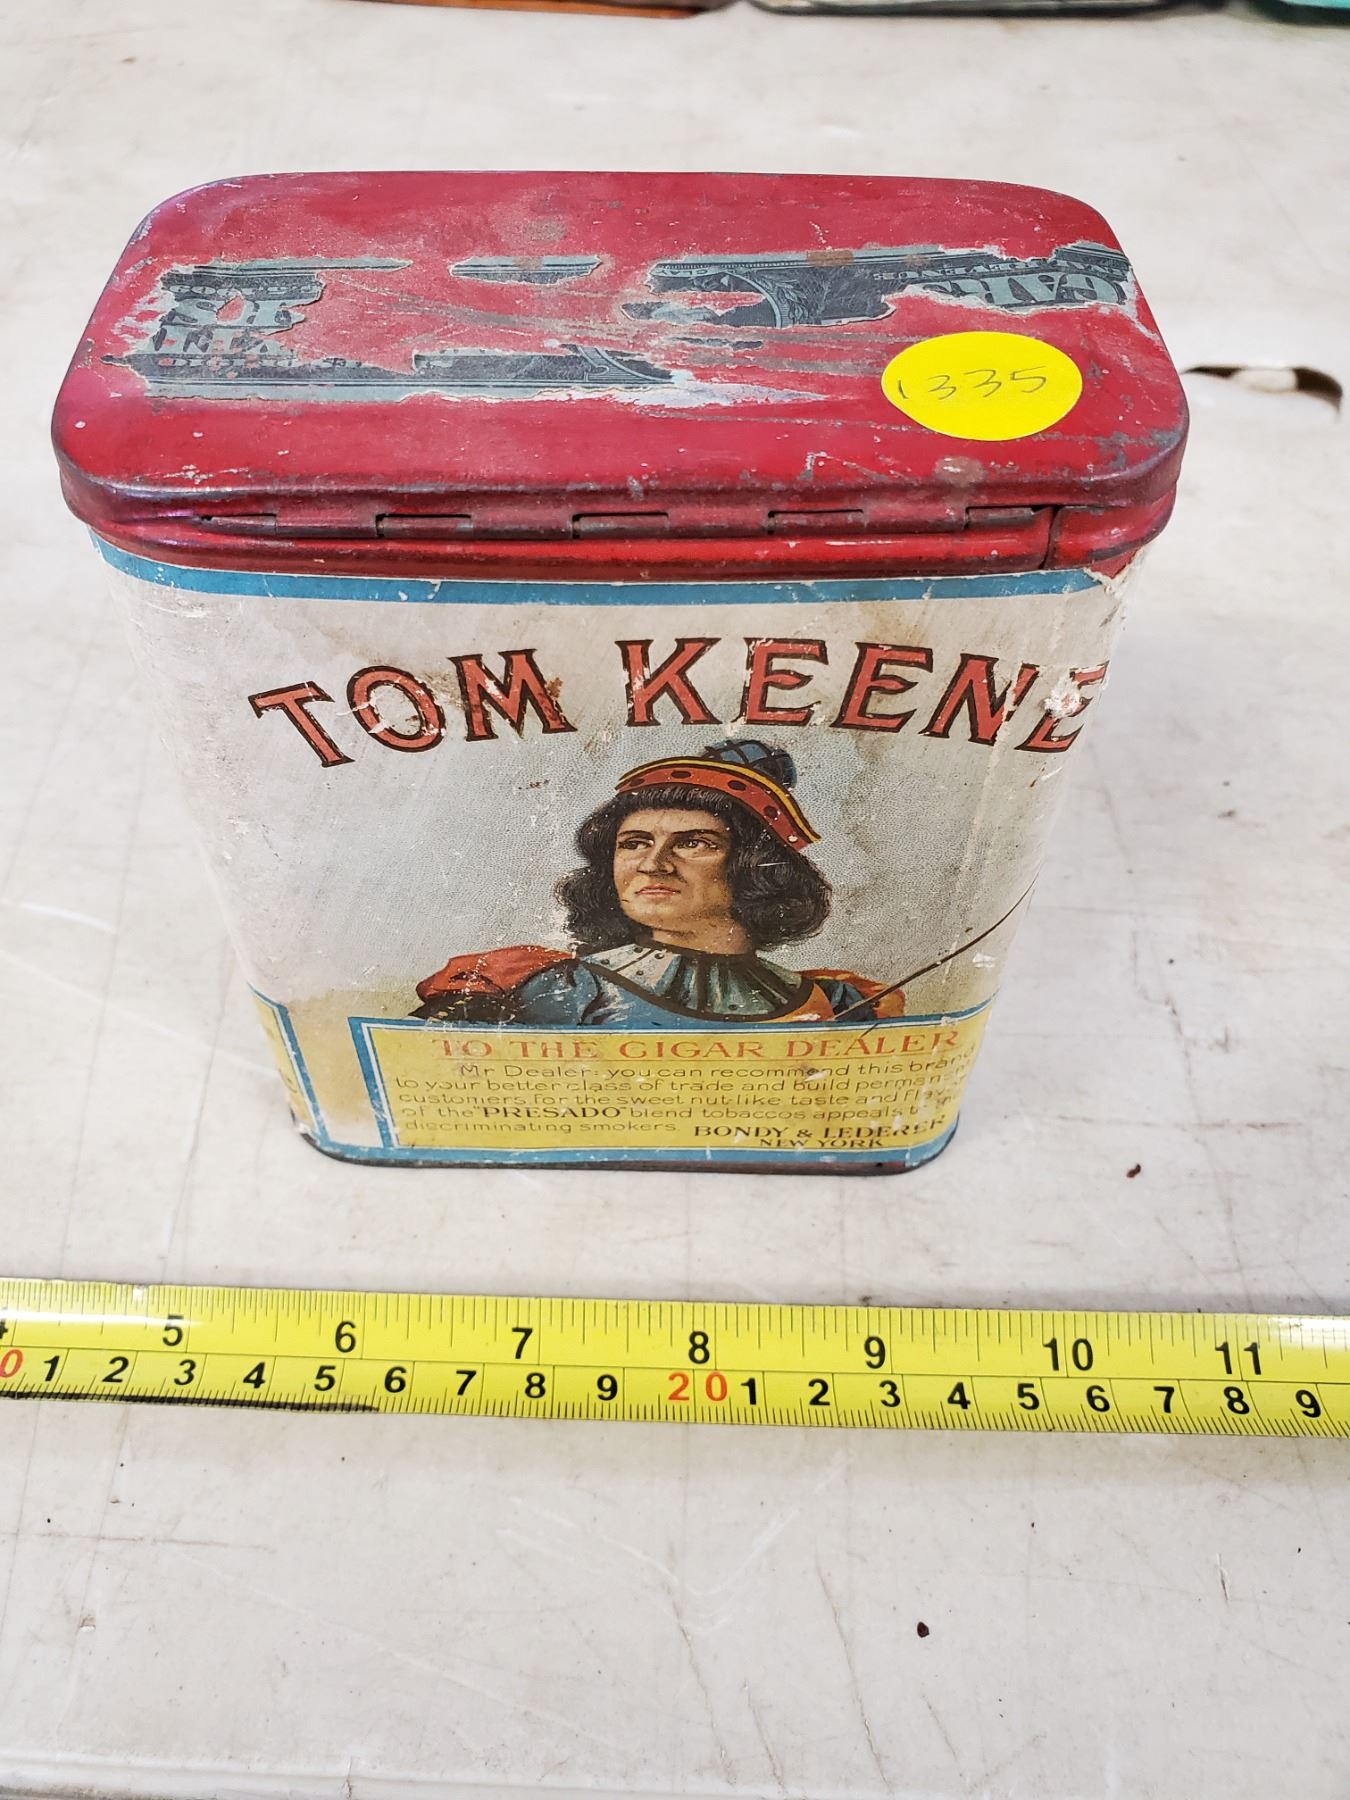 1335
TOM KEENE
TO THE CIGAR DEALER
Mr Dealer: you can recommend this brand
to your better class of trade and build perman-
customers for the sweet nut-like taste and
of the "PRESADO" blend tobaccos appeals
discriminating smokers. BONDY & LEDERER
NEW YORK
5 6 7 8 9 10 11
1 2 3 4 5 6 7 8 9 20 1 2 3 4 5 6 7 8 9